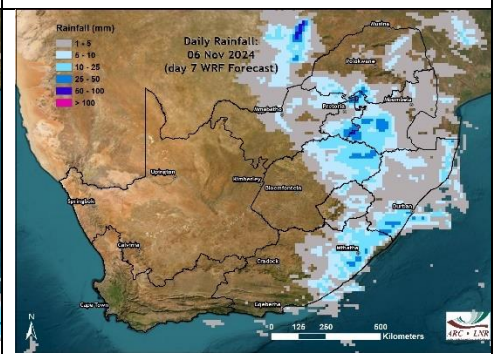 Rainfall (mm)
1 - 5
5 - 10
10 - 25
25 - 50
50 - 100
> 100
Daily Rainfall:
06 Nov 2024
(day 7 WRF Forecast)
Musina
Polokwane
Mmabatho
Pretoria
Mbombela
Upington
Kimberley
Bloemfontein
Springbok
Durban
Calvinia
Mthatha
Cradock
Cape Town
Gqeberha
N
0 125 250 500
Kilometers
ARC • LNR